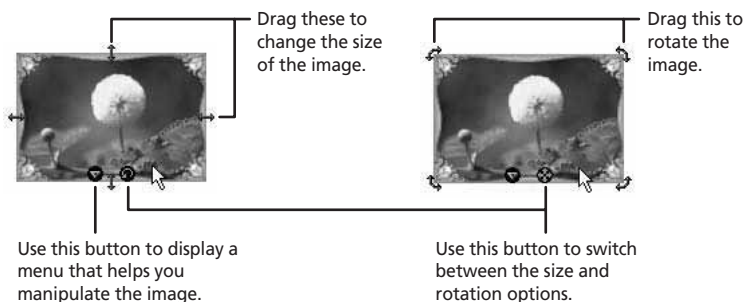 Drag these to
change the size
of the image.
Drag this to
rotate the
image.
Use this button to display a
menu that helps you
manipulate the image.
Use this button to switch
between the size and
rotation options.